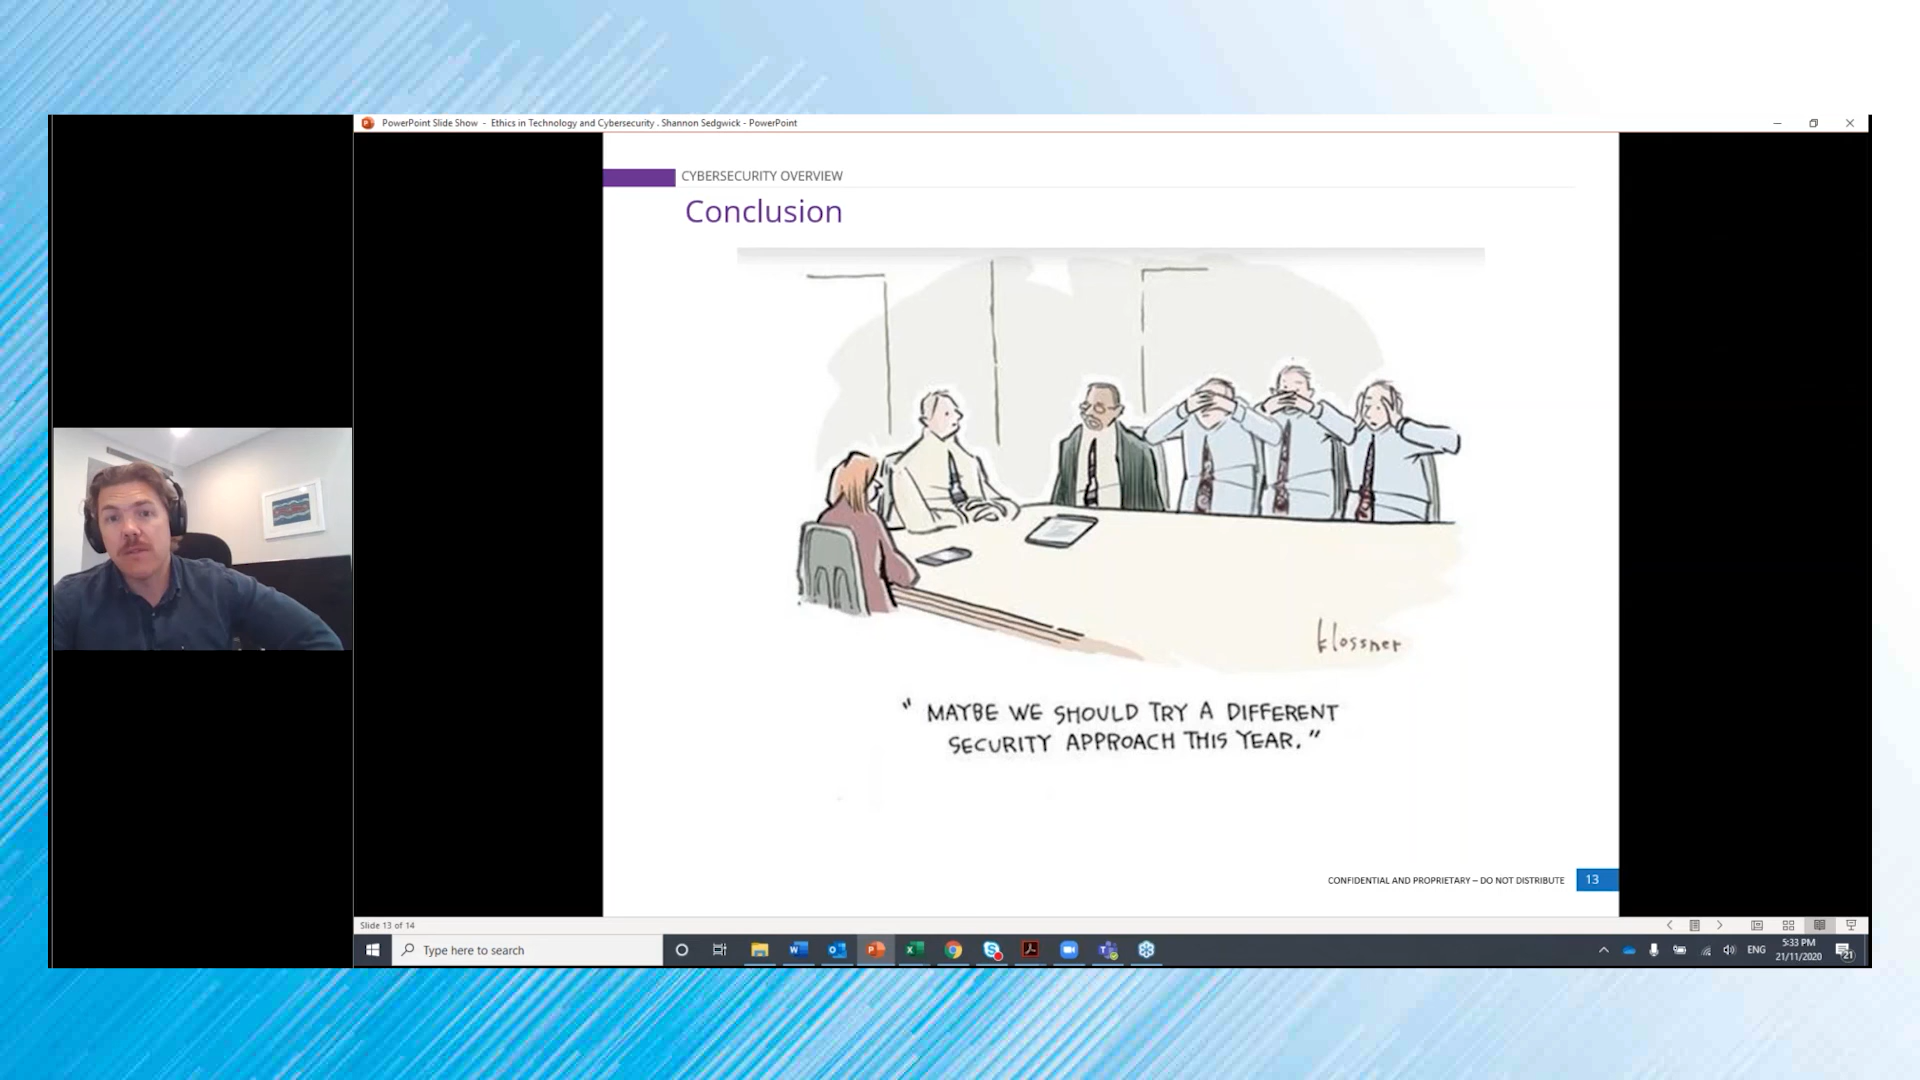 PowerPoint Slide Show - Ethics in Technology and Cybersecurity . Shannon Sedgwick - PowerPoint
CYBERSECURITY OVERVIEW
Conclusion
klossner
" MAYBE WE SHOULD TRY A DIFFERENT
SECURITY APPROACH THIS YEAR."
CONFIDENTIAL AND PROPRIETARY – DO NOT DISTRIBUTE
13
Slide 13 of 14
Type here to search
ENG
5:33 PM
21/11/2020
21